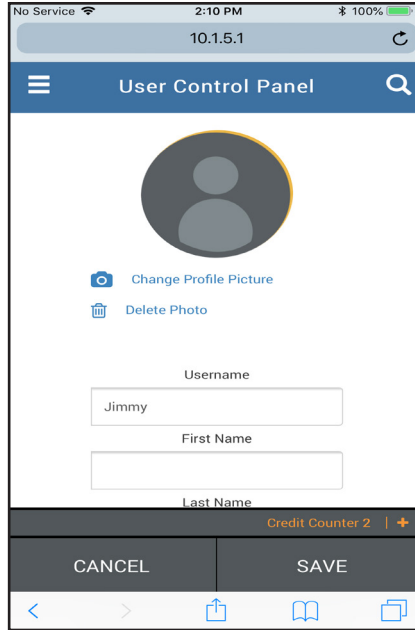 No Service 2:10 PM 100%
10.1.5.1
User Control Panel
Change Profile Picture
Delete Photo
Username
Jimmy
First Name
Last Name
Credit Counter 2 | +
CANCEL SAVE